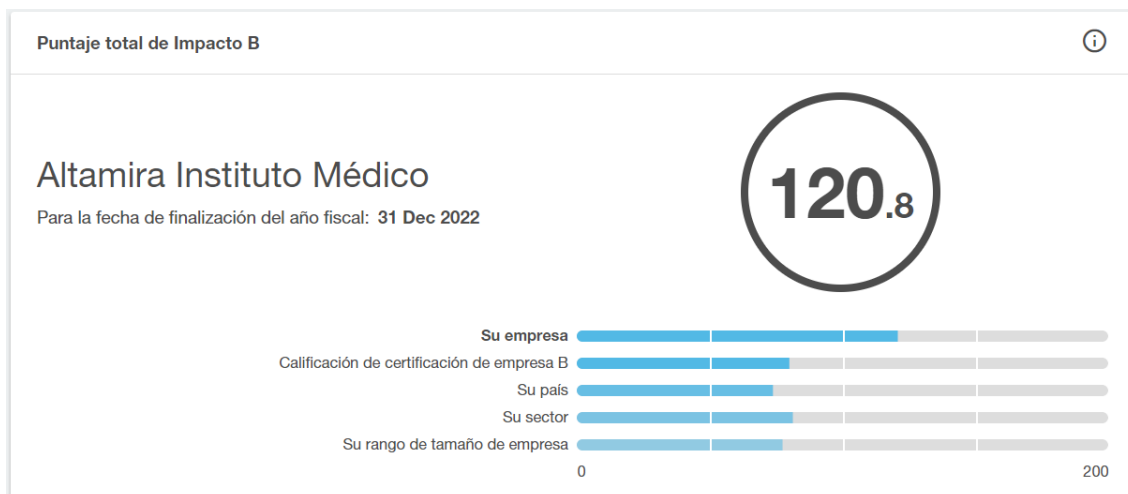 Puntaje total de Impacto B
Altamira Instituto Médico
Para la fecha de finalización del año fiscal: 31 Dec 2022
120.8
Su empresa
Calificación de certificación de empresa B
Su país
Su sector
Su rango de tamaño de empresa
0 200